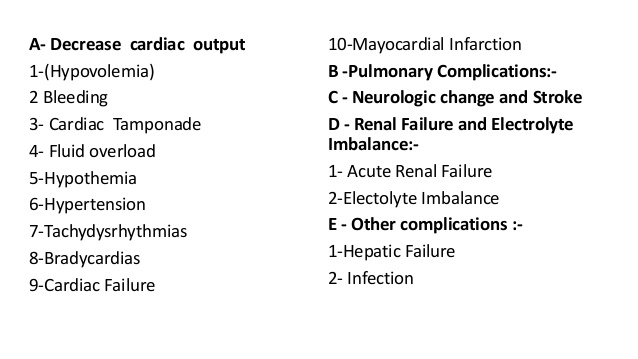 A- Decrease  cardiac  output
1-(Hypovolemia)
2 Bleeding
3- Cardiac  Tamponade
4- Fluid overload
5-Hypothemia
6-Hypertension
7-Tachydysrhythmias
8-Bradycardias
9-Cardiac Failure
10-Mayocardial Infarction
B -Pulmonary Complications:-
C - Neurologic change and Stroke
D - Renal Failure and Electrolyte
Imbalance:-
1- Acute Renal Failure
2-Electolyte Imbalance
E - Other complications :-
1-Hepatic Failure
2- Infection